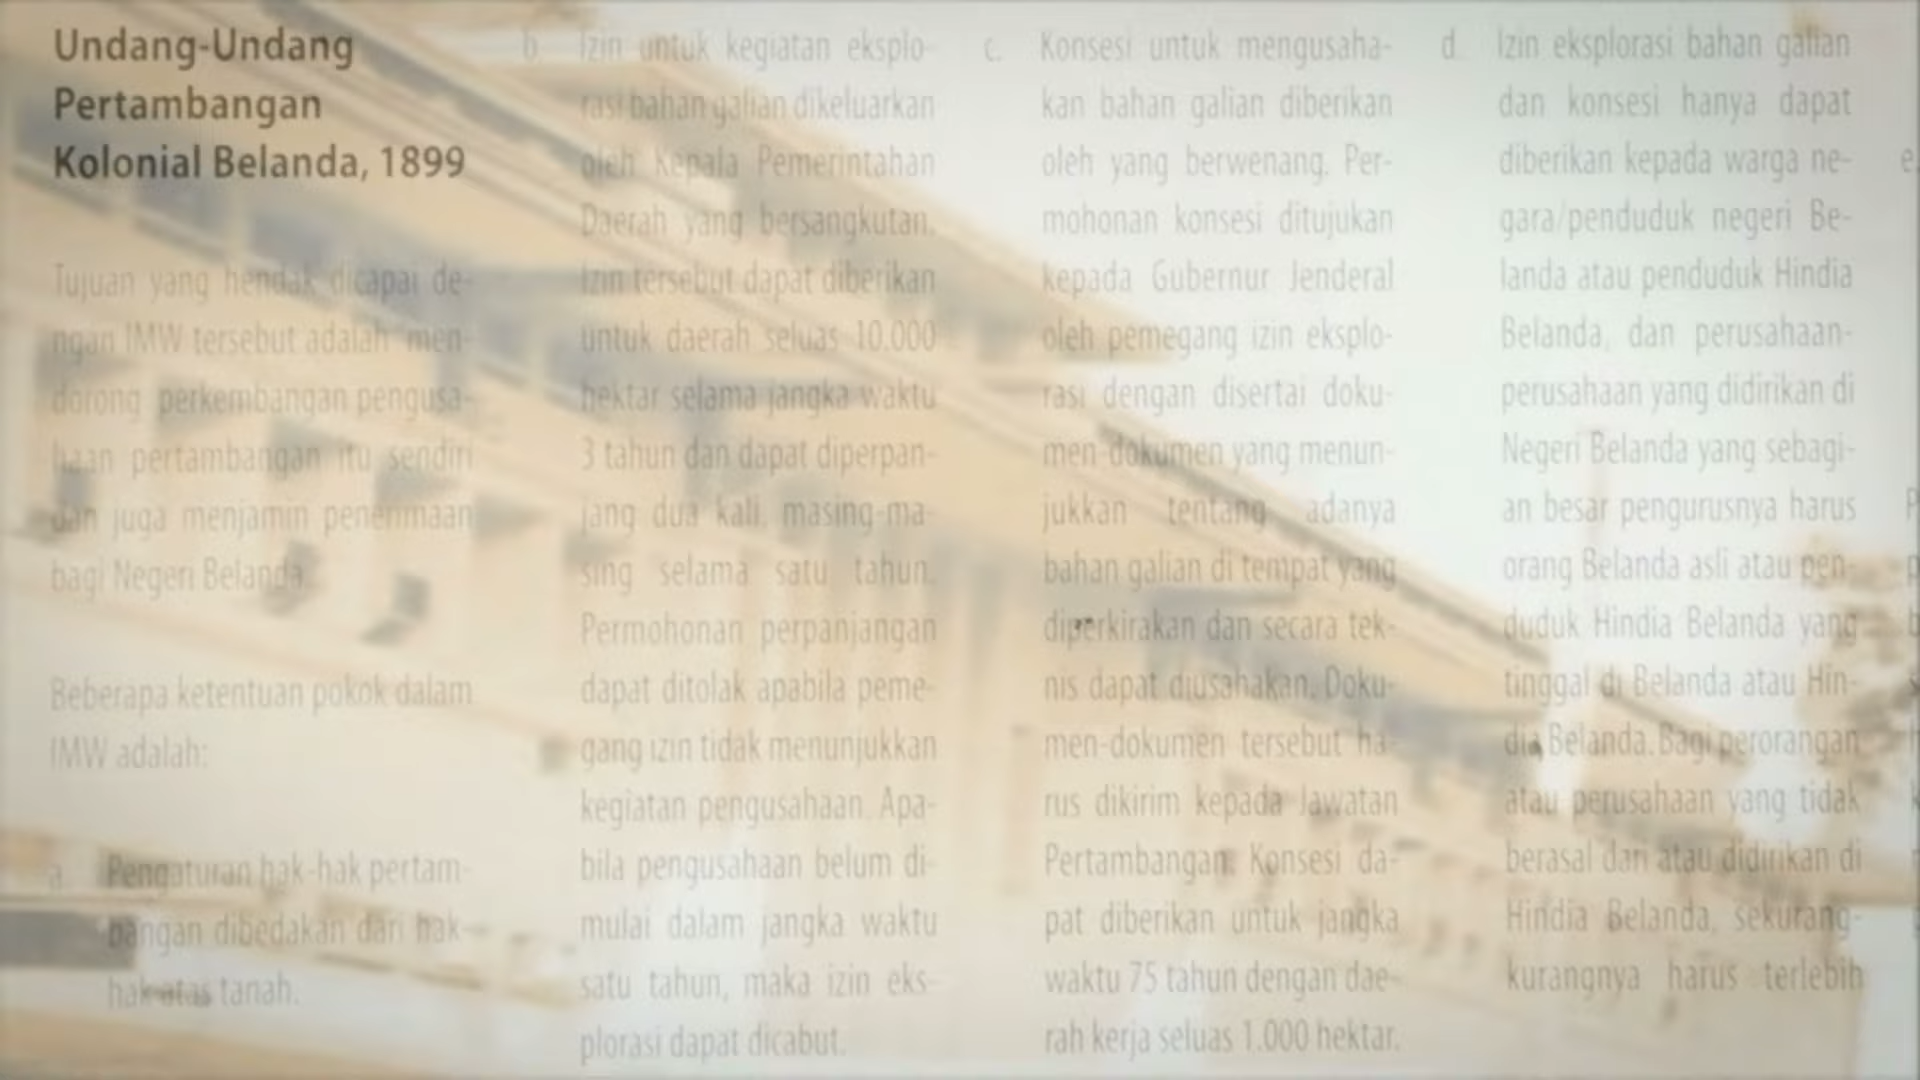 Undang-Undang
Pertambangan
Kolonial Belanda, 1899
Tujuan yang hendak dicapai de-
ngan IMW tersebut adalah men-
dorong perkembangan pengusa-
haan pertambangan itu sendiri
dan juga menjamin penerimaan
bagi Negeri Belanda.
Beberapa ketentuan pokok dalam
IMW adalah:
a. Pengaturan hak-hak pertam-
bangan dibedakan dari hak-
hak atas tanah.
b. Izin untuk kegiatan eksplo-
rasi bahan galian dikeluarkan
oleh Kepala Pemerintahan
Daerah yang bersangkutan.
Izin tersebut dapat diberikan
untuk daerah seluas 10.000
hektar selama jangka waktu
3 tahun dan dapat diperpan-
jang dua kali, masing-ma-
sing selama satu tahun.
Permohonan perpanjangan
dapat ditolak apabila peme-
gang izin tidak menunjukkan
kegiatan pengusahaan. Apa-
bila pengusahaan belum di-
mulai dalam jangka waktu
satu tahun, maka izin eks-
plorasi dapat dicabut.
c. Konsesi untuk mengusaha-
kan bahan galian diberikan
oleh yang berwenang. Per-
mohonan konsesi ditujukan
kepada Gubernur Jenderal
oleh pemegang izin eksplo-
rasi dengan disertai doku-
men-dokumen yang menun-
jukkan tentang adanya
bahan galian di tempat yang
diperkirakan dan secara tek-
nis dapat diusahakan. Doku-
men-dokumen tersebut ha-
rus dikirim kepada Jawatan
Pertambangan. Konsesi da-
pat diberikan untuk jangka
waktu 75 tahun dengan dae-
rah kerja seluas 1.000 hektar.
d. Izin eksplorasi bahan galian
dan konsesi hanya dapat
diberikan kepada warga ne-
gara/penduduk negeri Be-
landa atau penduduk Hindia
Belanda, dan perusahaan-
perusahaan yang didirikan di
Negeri Belanda yang sebagi-
an besar pengurusnya harus
orang Belanda asli atau pen-
duduk Hindia Belanda yang
tinggal di Belanda atau Hin-
dia Belanda. Bagi perorangan
atau perusahaan yang tidak
berasal dari atau didirikan di
Hindia Belanda, sekurang-
kurangnya harus terlebih
e.